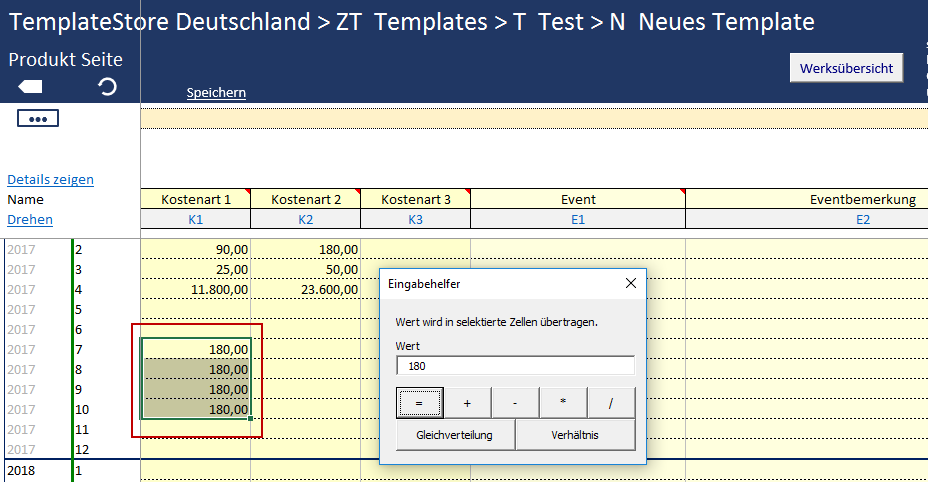 TemplateStore Deutschland > ZT Templates > T Test > N Neues Template
Produkt Seite
Werksübersicht
Speichern
•••
Details zeigen
Name Kostenart 1 Kostenart 2 Kostenart 3 Event Eventbemerkung
Drehen K1 K2 K3 E1 E2
2017 2 90,00 180,00
2017 3 25,00 50,00
2017 4 11.800,00 23.600,00
2017 5
2017 6
2017 7 180,00
2017 8 180,00
2017 9 180,00
2017 10 180,00
2017 11
2017 12
2018 1
Eingabehelfer
Wert wird in selektierte Zellen übertragen.
Wert
180
= + - * /
Gleichverteilung Verhältnis